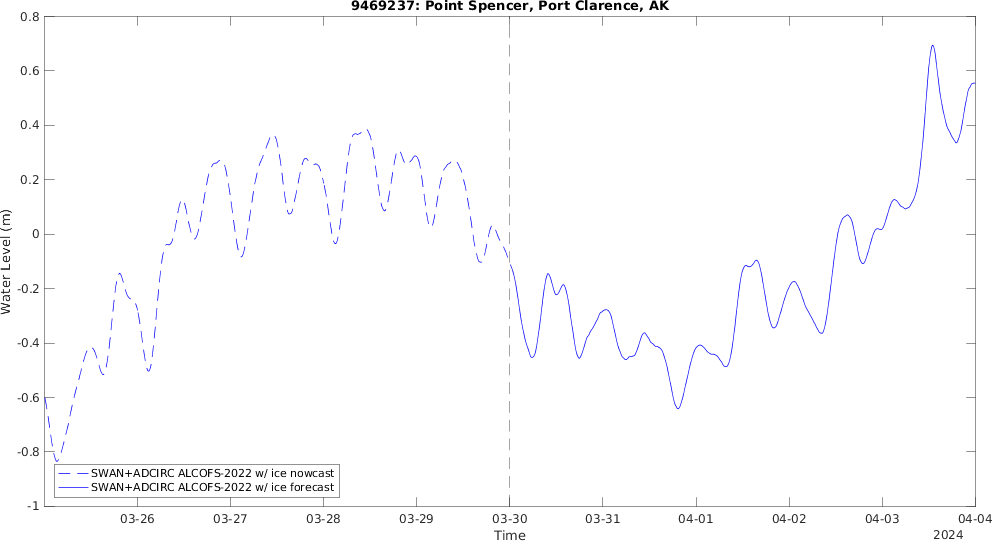 9469237: Point Spencer, Port Clarence, AK
0.8
0.6
0.4
0.2
0
-0.2
-0.4
-0.6
-0.8
-1
Water Level (m)
SWAN+ADCIRC ALCOFS-2022 w/ ice nowcast
SWAN+ADCIRC ALCOFS-2022 w/ ice forecast
03-26 03-27 03-28 03-29 03-30 03-31 04-01 04-02 04-03 04-04
Time
2024